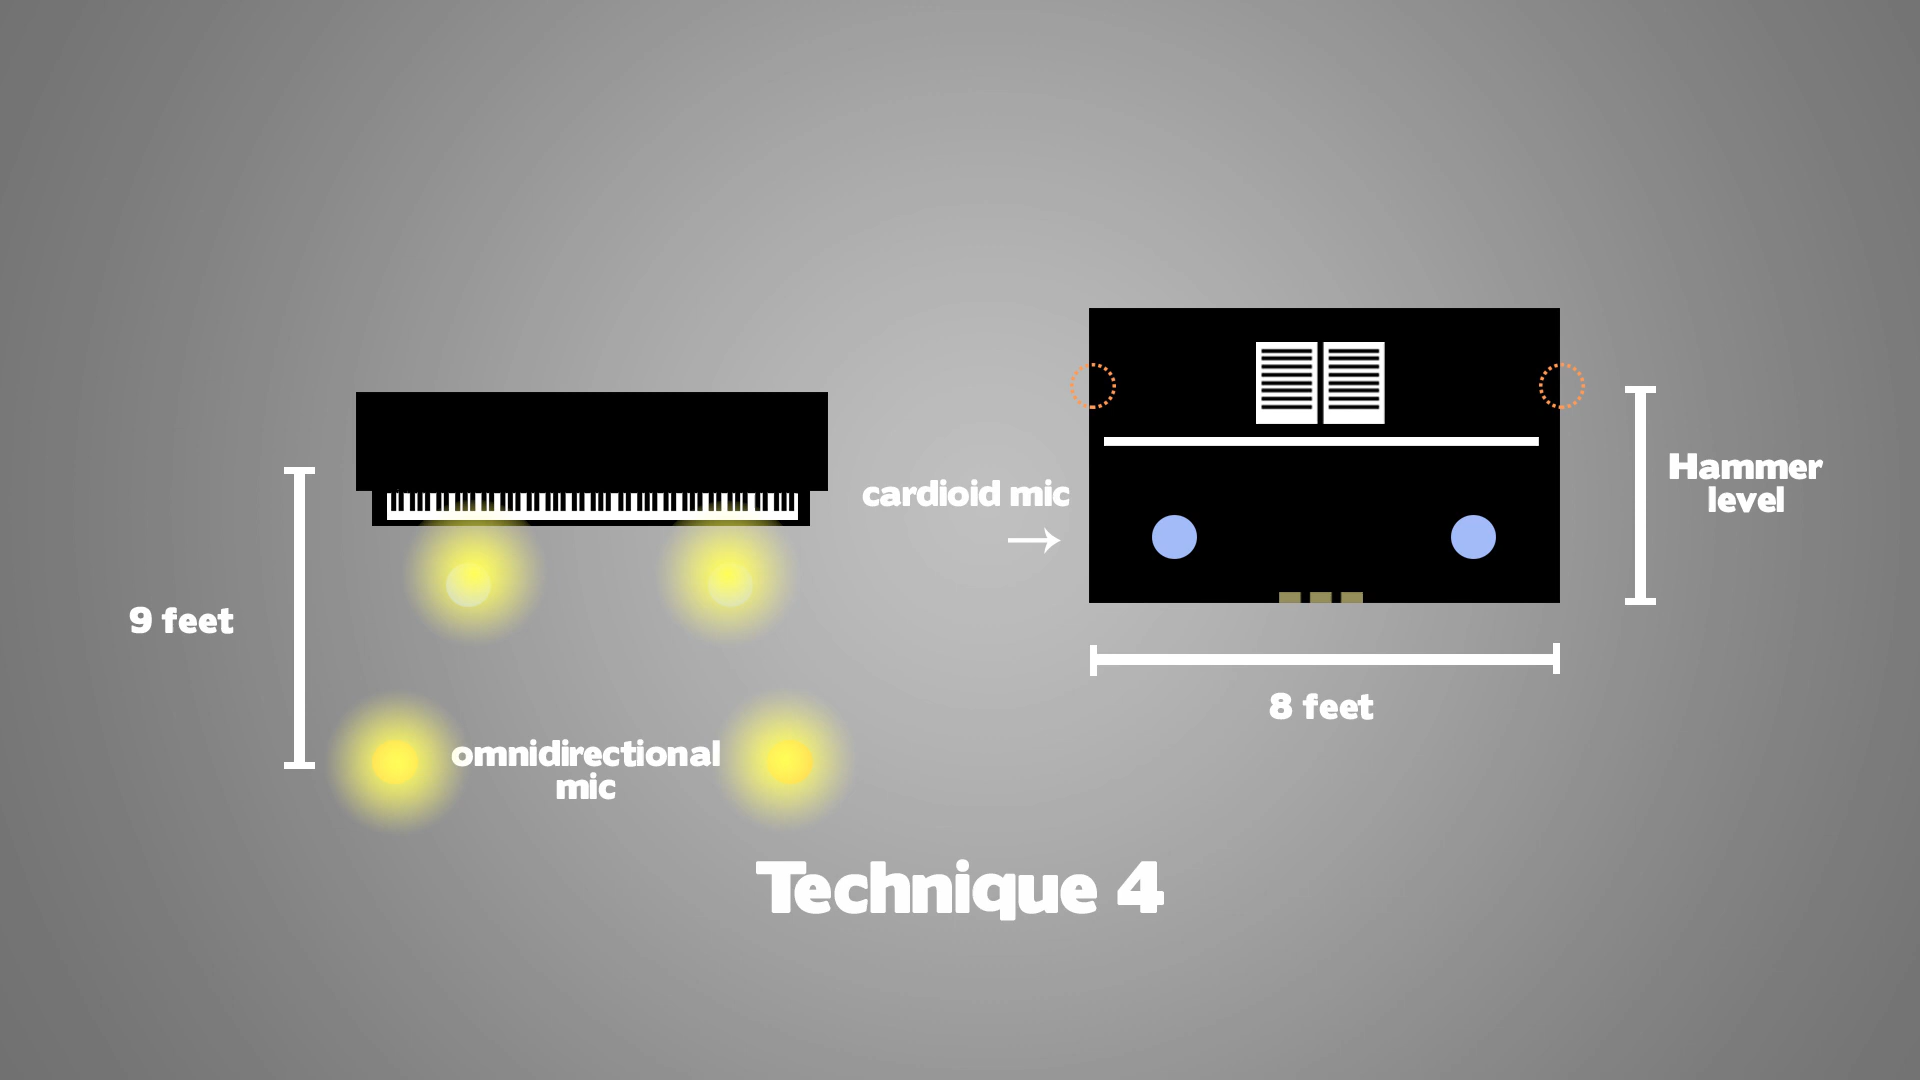 cardioid mic
Hammer
level
9 feet
8 feet
omnidirectional
mic
Technique 4